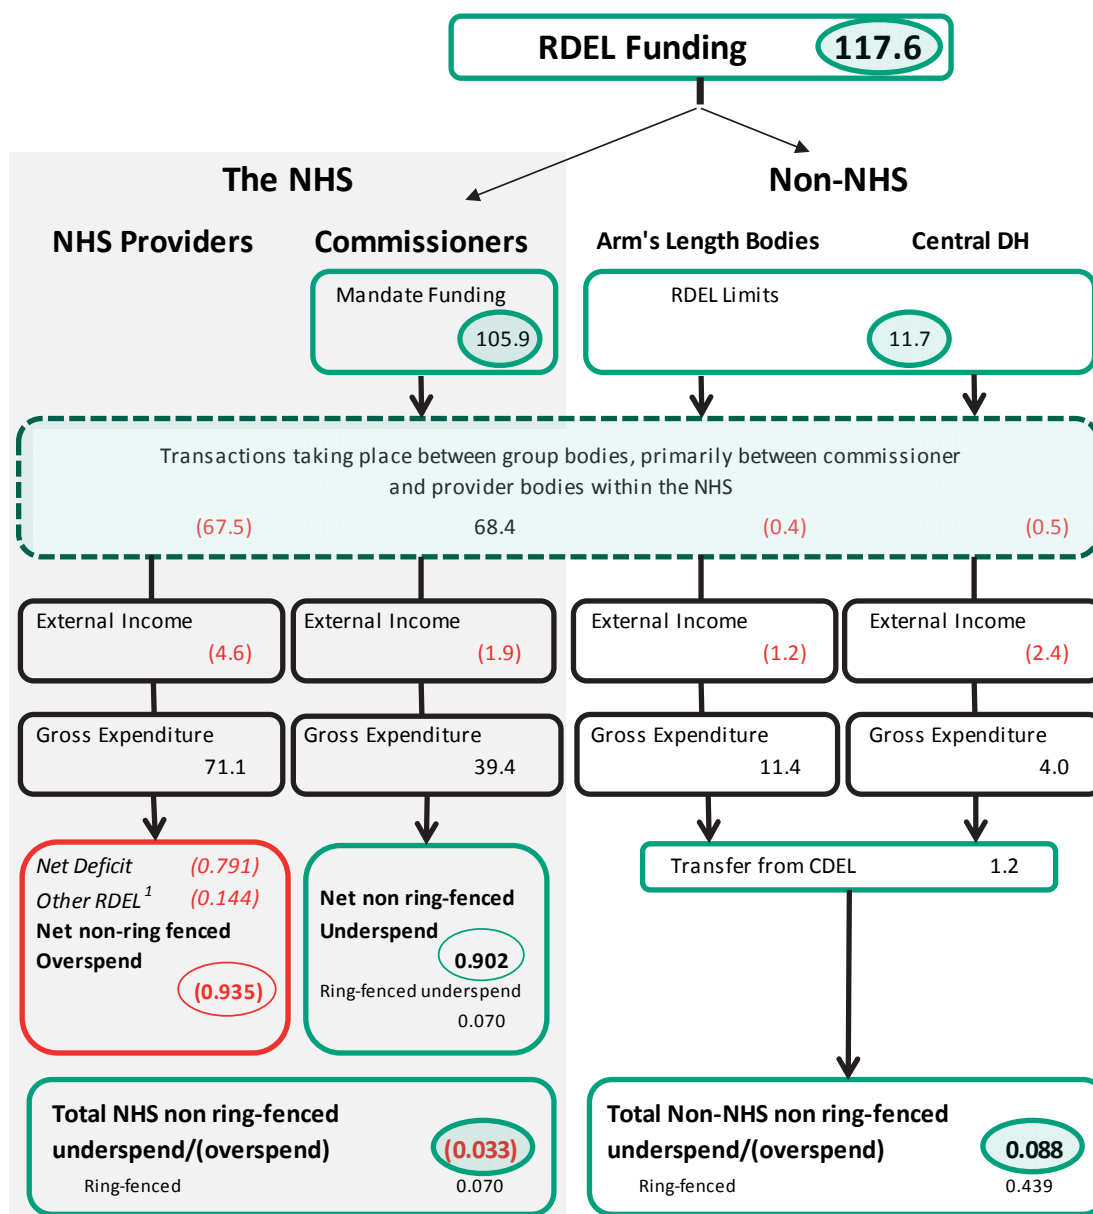 RDEL Funding 117.6
The NHS
Non-NHS
NHS Providers
Commissioners
Arm's Length Bodies
Central DH
Mandate Funding
105.9
RDEL Limits
11.7
Transactions taking place between group bodies, primarily between commissioner
and provider bodies within the NHS
(67.5) 68.4 (0.4) (0.5)
External Income
(4.6)
External Income
(1.9)
External Income
(1.2)
External Income
(2.4)
Gross Expenditure
71.1
Gross Expenditure
39.4
Gross Expenditure
11.4
Gross Expenditure
4.0
Net Deficit (0.791)
Other RDEL 1 (0.144)
Net non-ring fenced
Overspend
(0.935)
Net non ring-fenced
Underspend
0.902
Ring-fenced underspend
0.070
Transfer from CDEL 1.2
Total NHS non ring-fenced
underspend/(overspend) (0.033)
Ring-fenced 0.070
Total Non-NHS non ring-fenced
underspend/(overspend) 0.088
Ring-fenced 0.439